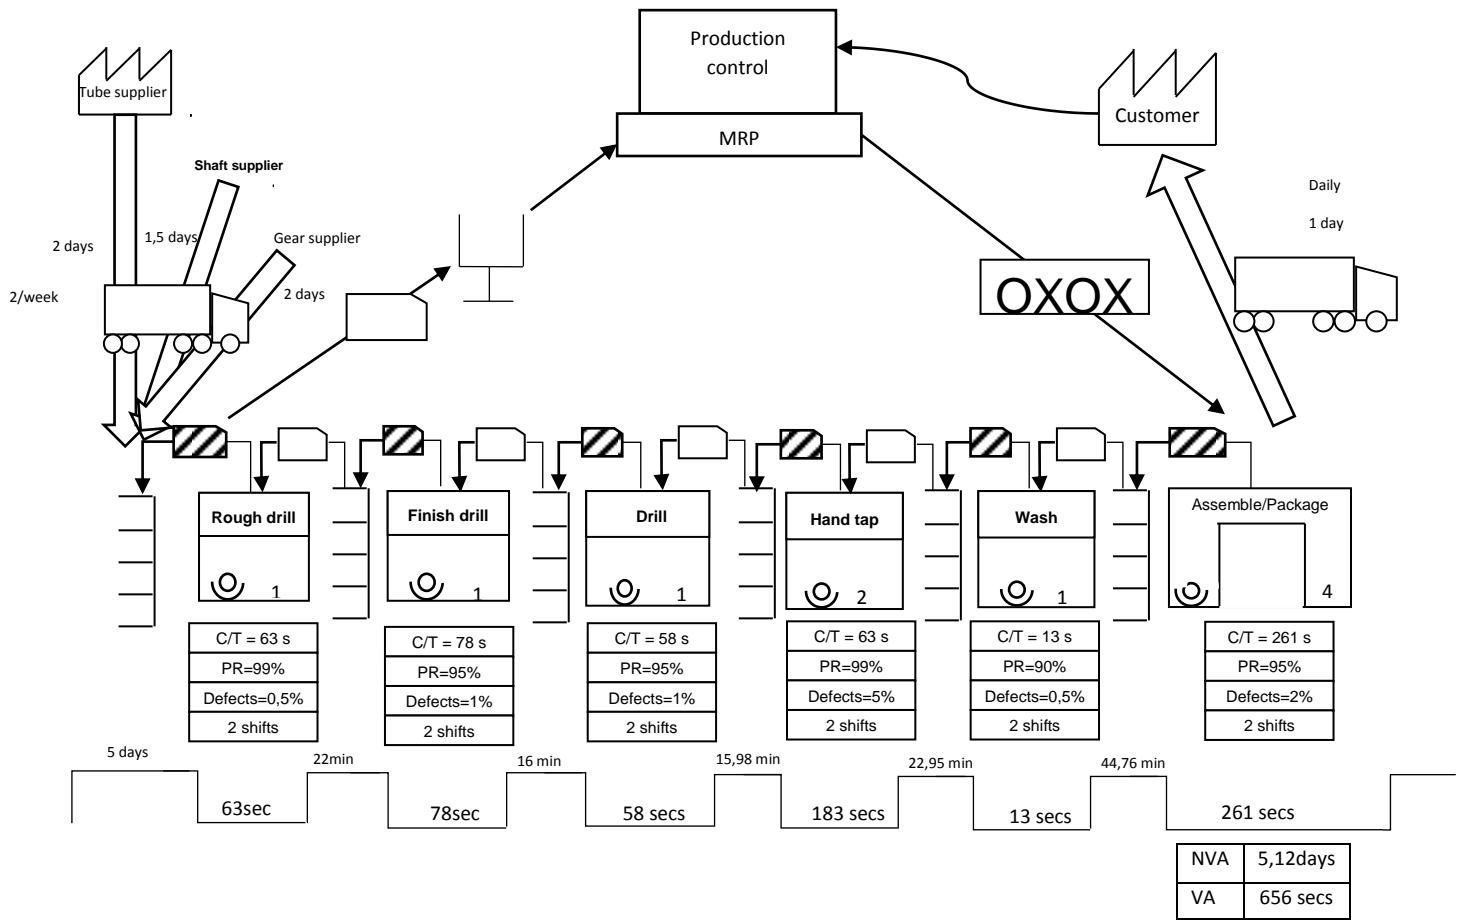 Production
control
MRP
Tube supplier
Customer
Shaft supplier
Daily
1 day
2 days
1,5 days
Gear supplier
2/week
2 days
OXOX
Rough drill
1
Finish drill
1
Drill
1
Hand tap
2
Wash
1
Assemble/Package
4
C/T = 63 s
PR=99%
Defects=0,5%
2 shifts
C/T = 78 s
PR=95%
Defects=1%
2 shifts
C/T = 58 s
PR=95%
Defects=1%
2 shifts
C/T = 63 s
PR=99%
Defects=5%
2 shifts
C/T = 13 s
PR=90%
Defects=0,5%
2 shifts
C/T = 261 s
PR=95%
Defects=2%
2 shifts
5 days
22min
16 min
15,98 min
22,95 min
44,76 min
63sec
78sec
58 secs
183 secs
13 secs
261 secs
NVA 5,12days
VA 656 secs